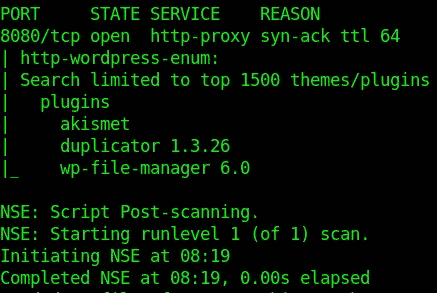 PORT     STATE SERVICE    REASON
8080/tcp open  http-proxy syn-ack ttl 64
| http-wordpress-enum:
| Search limited to top 1500 themes/plugins
|   plugins
|     akismet
|     duplicator 1.3.26
|_    wp-file-manager 6.0

NSE: Script Post-scanning.
NSE: Starting runlevel 1 (of 1) scan.
Initiating NSE at 08:19
Completed NSE at 08:19, 0.00s elapsed